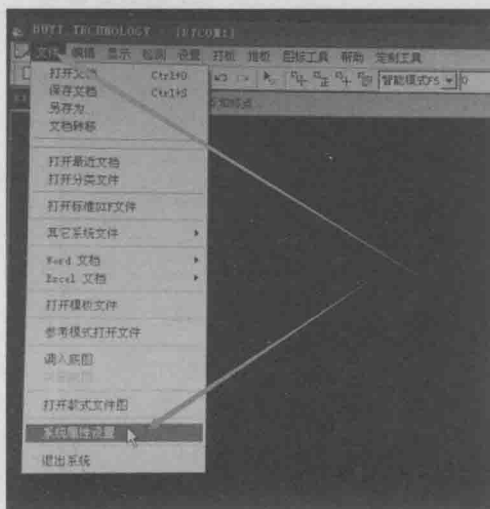 BUYI TECHNOLOGY - [ETCOM1]
文件 编辑 显示 检测 设置 打板 推板 图标工具 帮助 定制工具
智能模式F5
打开文档 Ctrl+O
保存文档 Ctrl+S
另存为
文档转移
打开最近文档
打开分类文件
打开标准DXF文件
其它系统文件
Word 文档
Excel 文档
打开模板文件
参考模式打开文件
调入底图
打开款式文件图
系统属性设置
退出系统